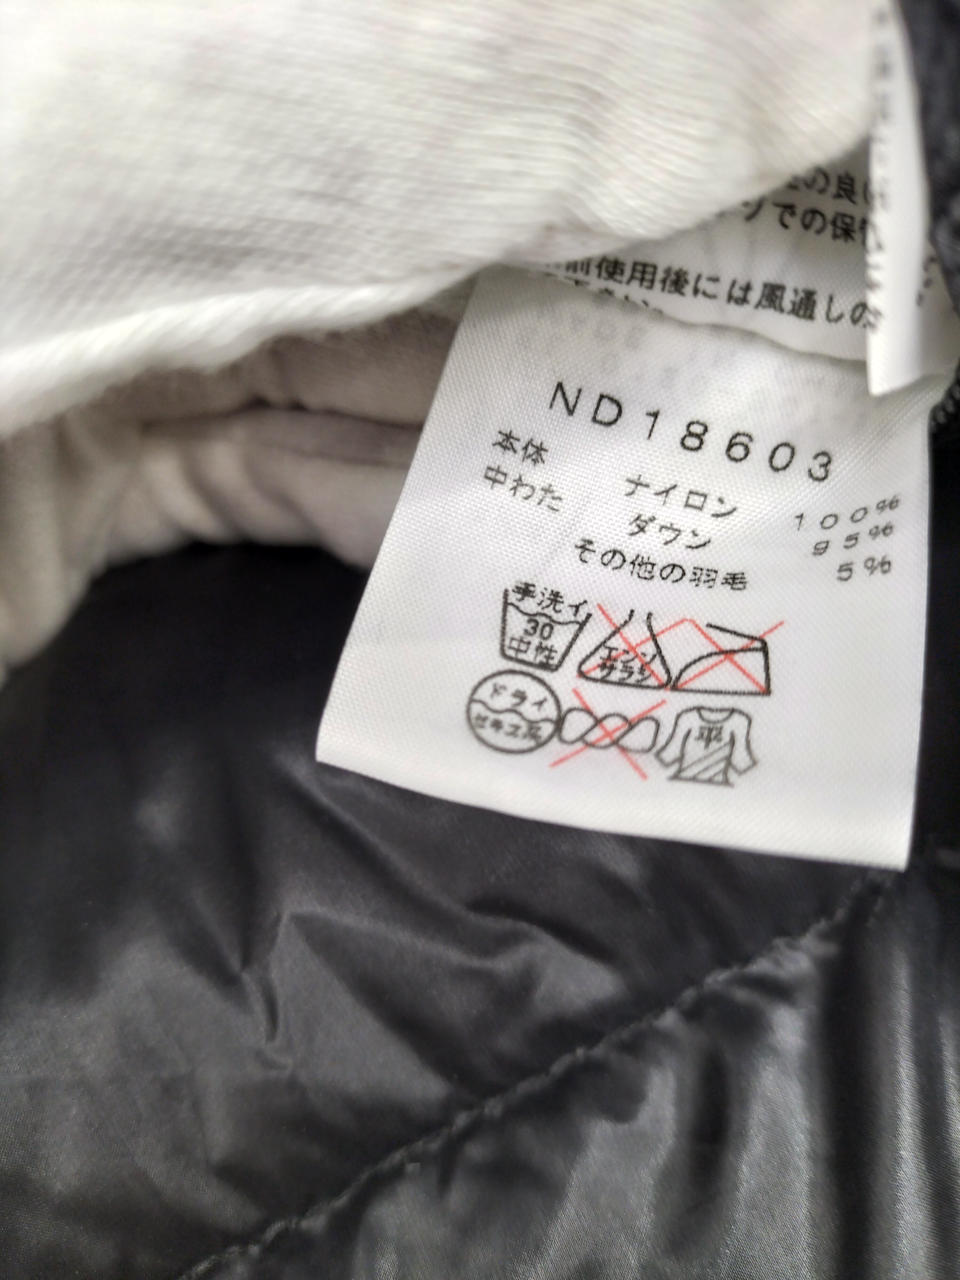 の良
での保
前使用後には風通しの
下さい。
ND18603
本体 ナイロン 100%
中わた ダウン 95%
その他の羽毛 5%
手洗イ
30
中性
エンソ
サラシ
ドライ
セキユ系
平